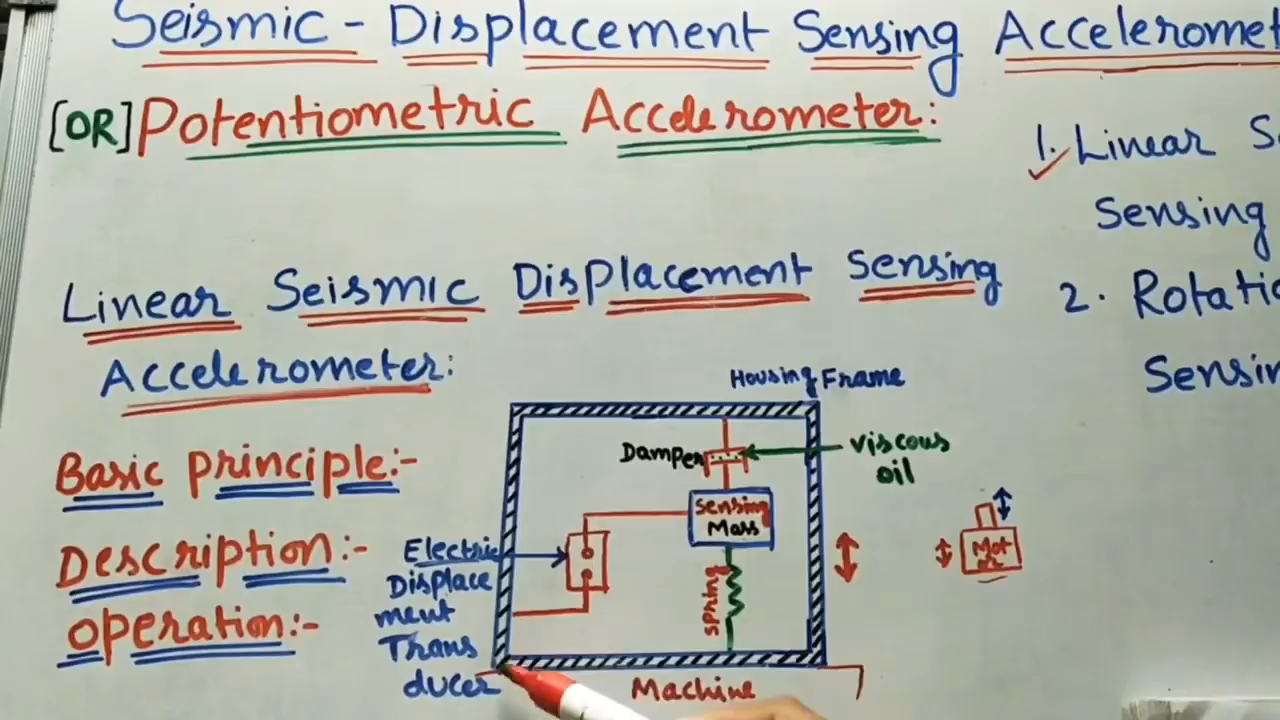 Seismic - Displacement Sensing Acceleromet
[OR] Potentiometric Accelerometer:
1. Linear S
Sensing
2. Rotatio
Sensin
Linear Seismic Displacement Sensing
Accelerometer:
Basic principle:-
Description:-
operation:-
Housing Frame
Damper
viscous
oil
Sensing
Mass
spring
Electric
Displace
ment
Trans
ducer
Machine